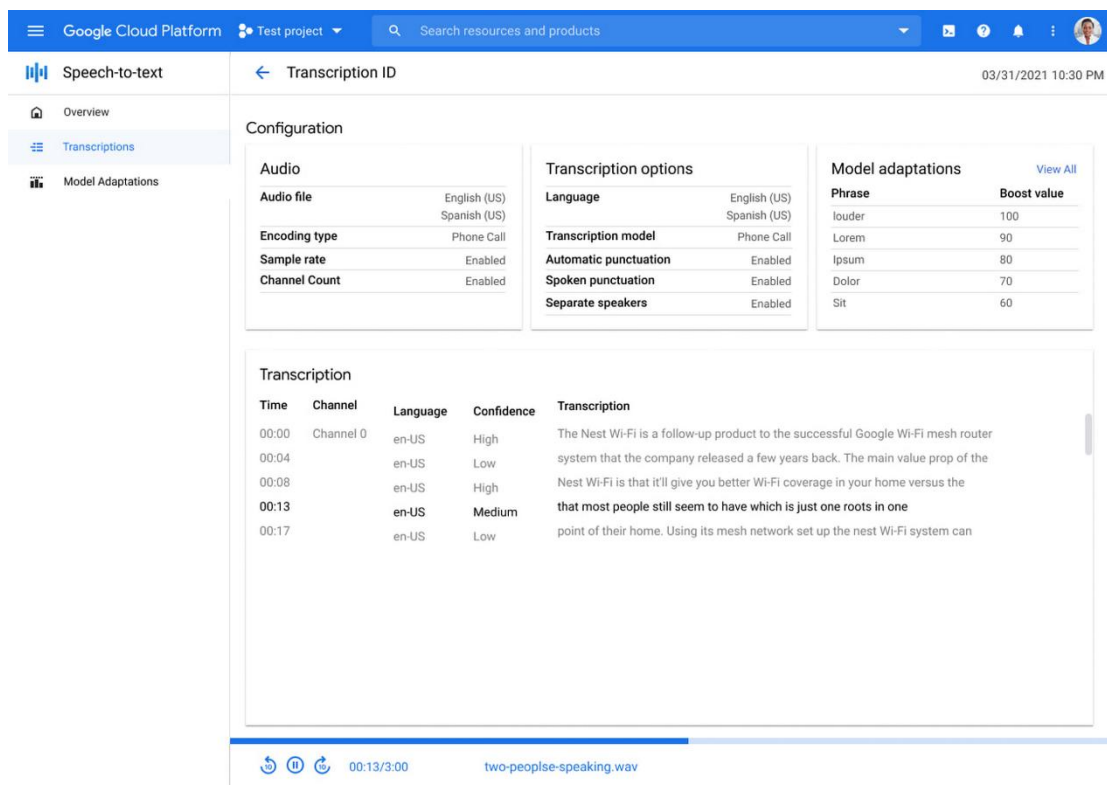 Google Cloud Platform Test project Search resources and products
Speech-to-text
Transcription ID
03/31/2021 10:30 PM
Overview
Transcriptions
Model Adaptations
Configuration
Audio
Audio file English (US)
Spanish (US)
Encoding type Phone Call
Sample rate Enabled
Channel Count Enabled
Transcription options
Language English (US)
Spanish (US)
Transcription model Phone Call
Automatic punctuation Enabled
Spoken punctuation Enabled
Separate speakers Enabled
Model adaptations View All
Phrase Boost value
louder 100
Lorem 90
Ipsum 80
Dolor 70
Sit 60
Transcription
Time Channel Language Confidence Transcription
00:00 Channel 0 en-US High The Nest Wi-Fi is a follow-up product to the successful Google Wi-Fi mesh router
00:04 en-US Low system that the company released a few years back. The main value prop of the
00:08 en-US High Nest Wi-Fi is that it'll give you better Wi-Fi coverage in your home versus the
00:13 en-US Medium that most people still seem to have which is just one roots in one
00:17 en-US Low point of their home. Using its mesh network set up the nest Wi-Fi system can
10 10 00:13/3:00 two-peoplse-speaking.wav